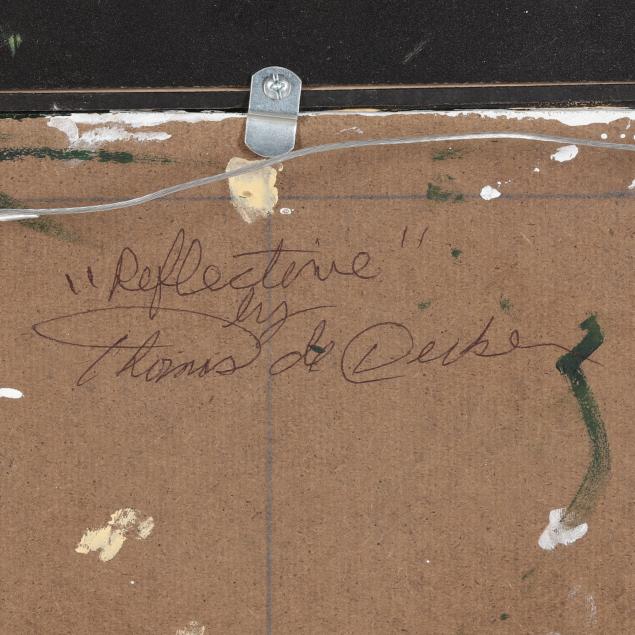 "Reflective"
by
Thomas de Decker